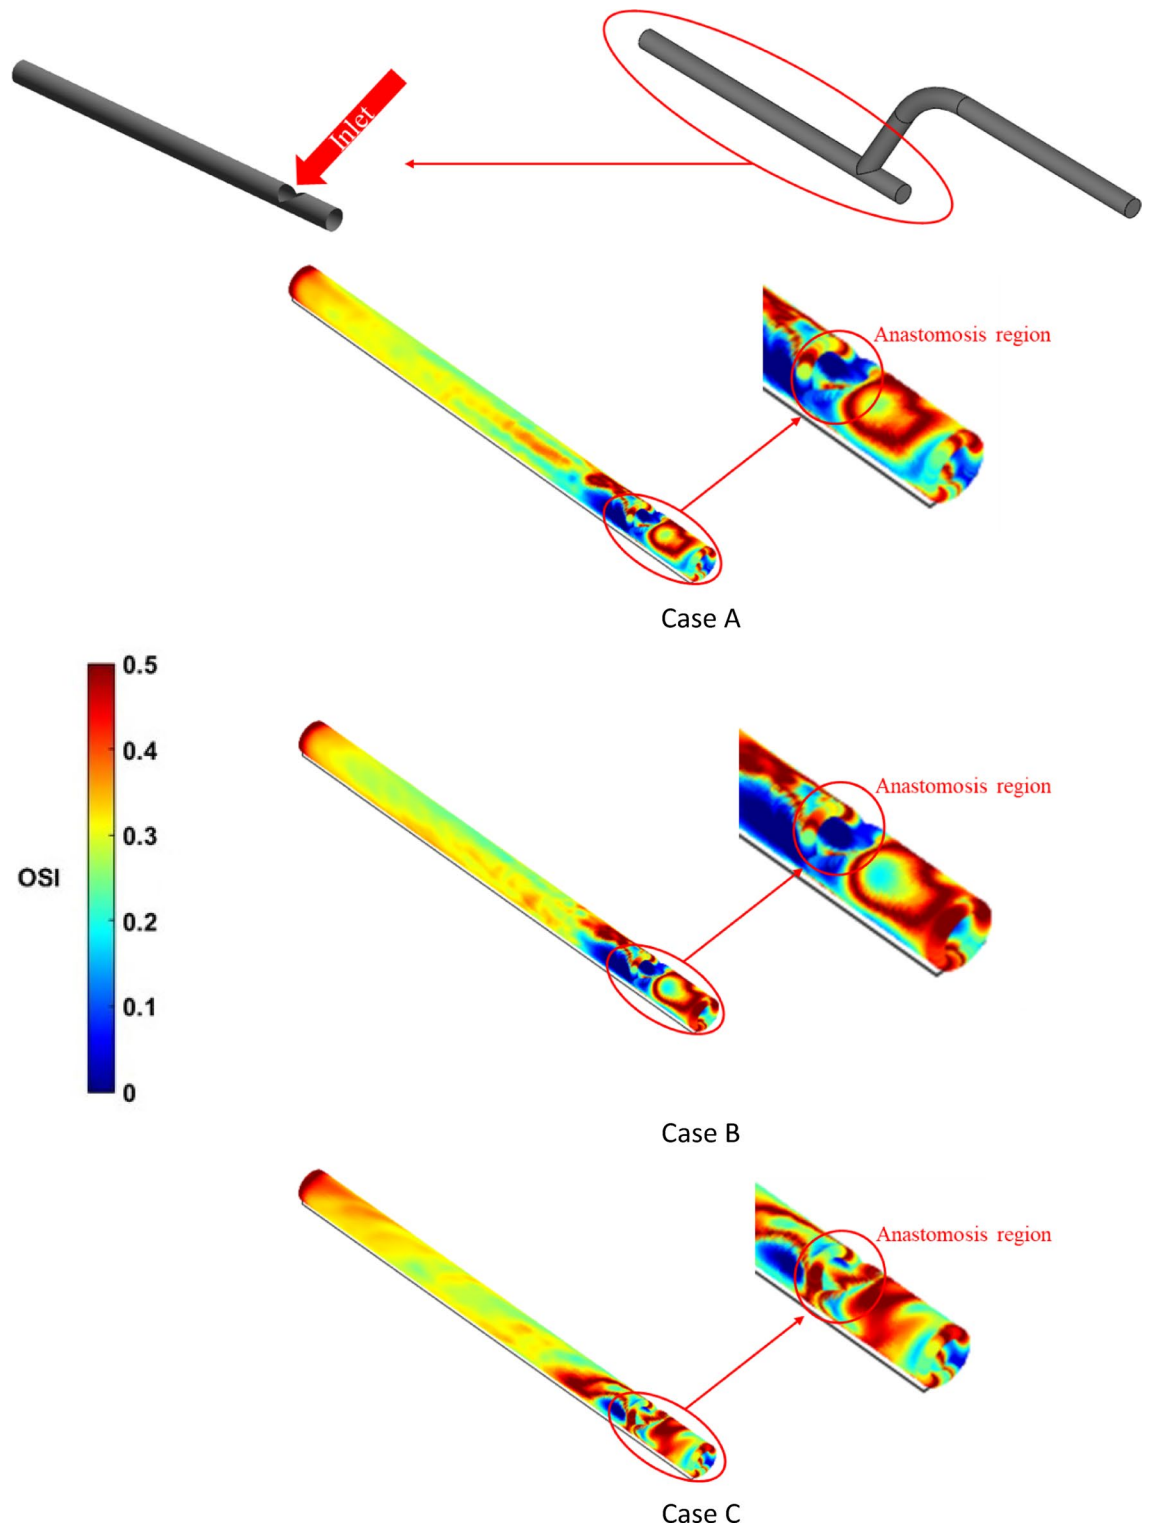 Inlet
Anastomosis region
Case A
0.5
0.4
0.3
OSI
0.2
0.1
0
Anastomosis region
Case B
Anastomosis region
Case C